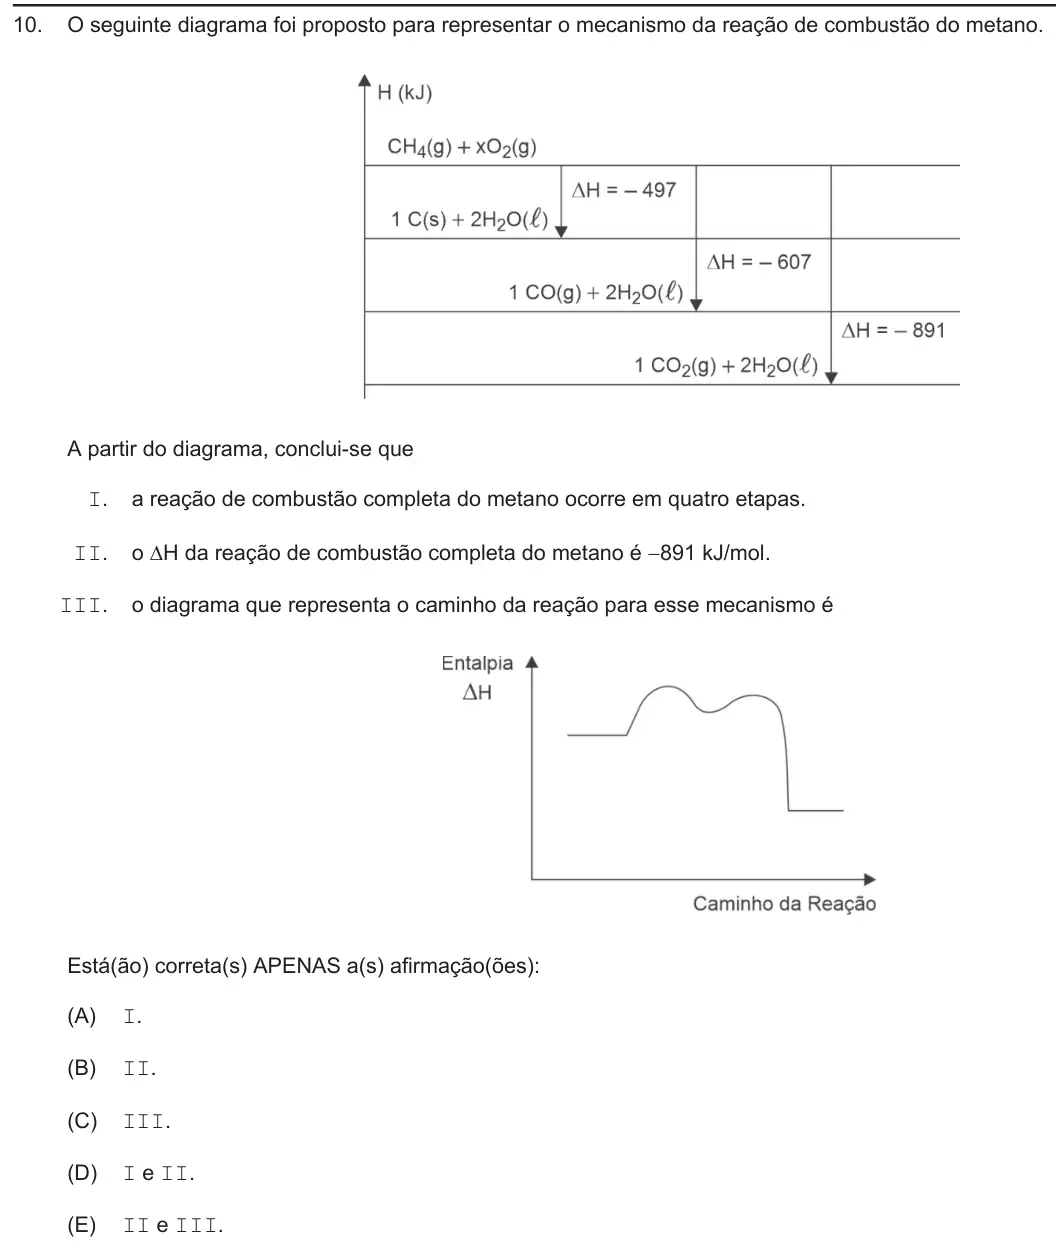 10. O seguinte diagrama foi proposto para representar o mecanismo da reação de combustão do metano.
H (kJ)
CH₄(g) + xO₂(g)
ΔH = – 497
1 C(s) + 2H₂O(ℓ)
ΔH = – 607
1 CO(g) + 2H₂O(ℓ)
ΔH = – 891
1 CO₂(g) + 2H₂O(ℓ)
A partir do diagrama, conclui-se que
I. a reação de combustão completa do metano ocorre em quatro etapas.
II. o ΔH da reação de combustão completa do metano é –891 kJ/mol.
III. o diagrama que representa o caminho da reação para esse mecanismo é
Entalpia
ΔH
Caminho da Reação
Está(ão) correta(s) APENAS a(s) afirmação(ões):
(A) I.
(B) II.
(C) III.
(D) I e II.
(E) II e III.